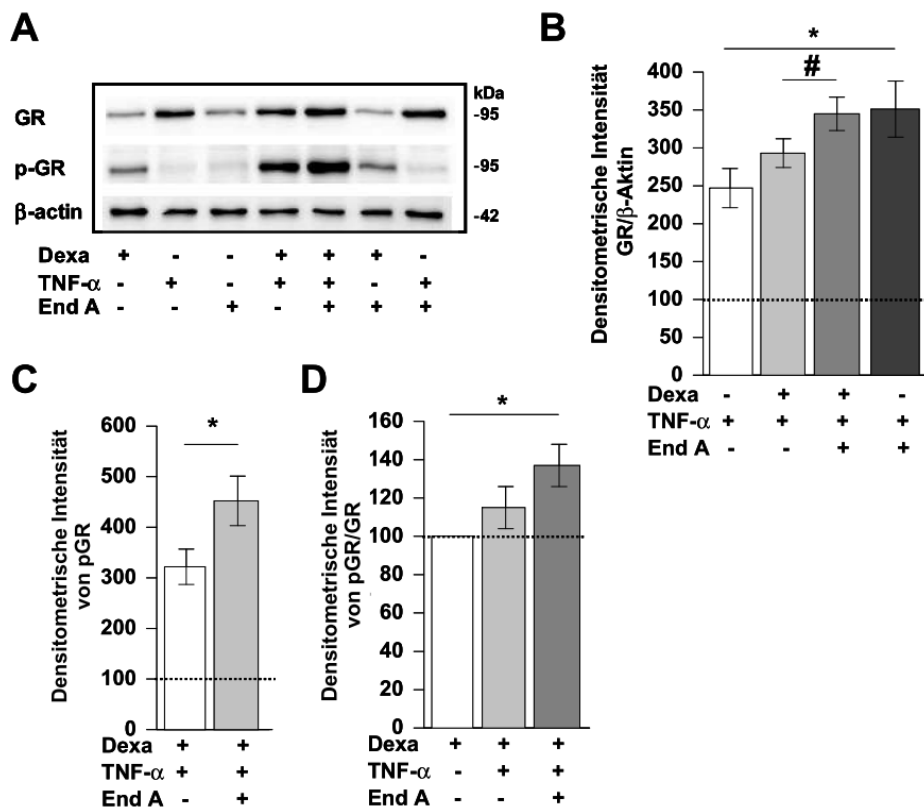 A
kDa
GR -95
p-GR -95
β-actin -42
Dexa + - - + + + -
TNF-α - + - + + - +
End A - - + - + + +
B
Densitometrische Intensität
GR/β-Aktin
400
350
300
250
200
150
100
50
0
*
#
Dexa - + + -
TNF-α + + + +
End A - - + +
C
Densitometrische Intensität
von pGR
600
500
400
300
200
100
0
*
Dexa + +
TNF-α + +
End A - +
D
Densitometrische Intensiät
von pGR/GR
160
140
120
100
80
60
40
20
0
*
Dexa + + +
TNF-α - + +
End A - - +